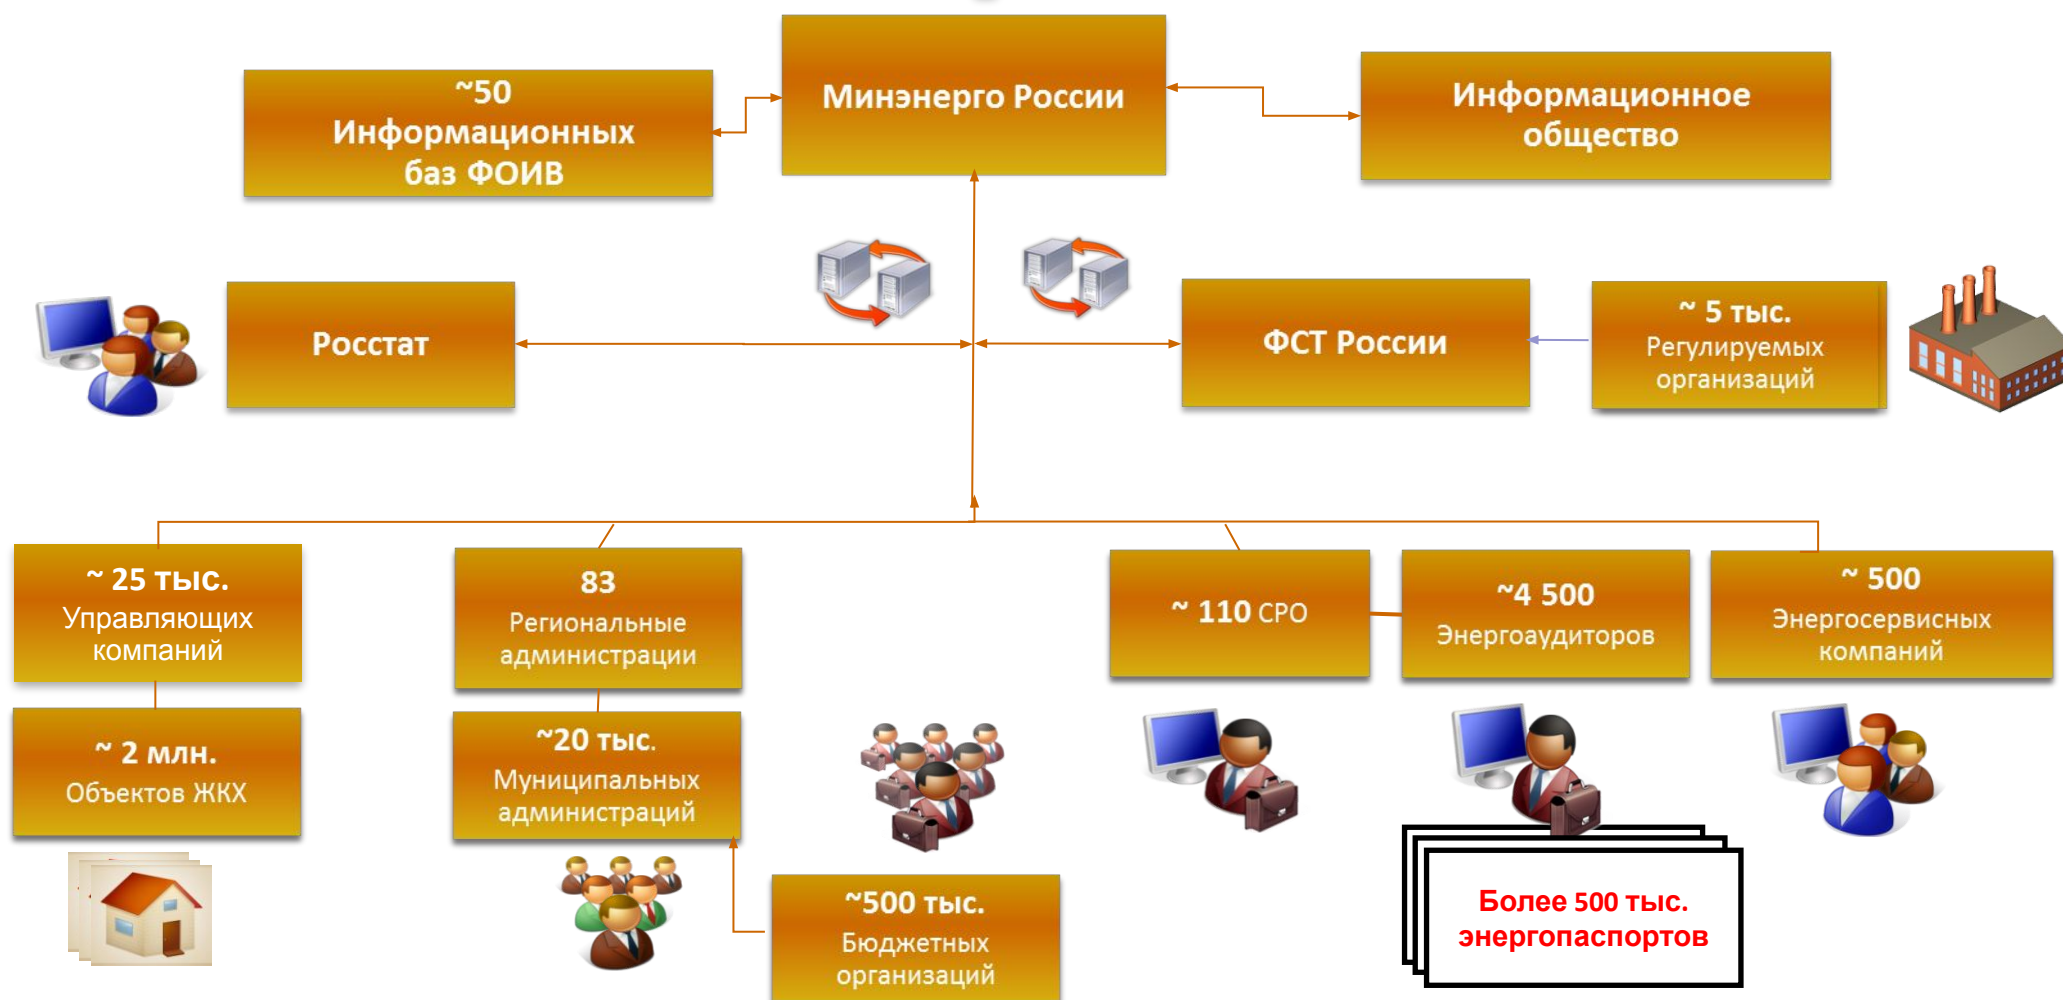 ~50
Информационных
баз ФОИВ
Минэнерго России
Информационное
общество
Росстат
ФСТ России
~ 5 тыс.
Регулируемых
организаций
~ 25 тыс.
Управляющих
компаний
83
Региональные
администрации
~ 110 СРО
~4 500
Энергоаудиторов
~ 500
Энергосервисных
компаний
~ 2 млн.
Объектов ЖКХ
~20 тыс.
Муниципальных
администраций
~500 тыс.
Бюджетных
организаций
Более 500 тыс.
энергопаспортов